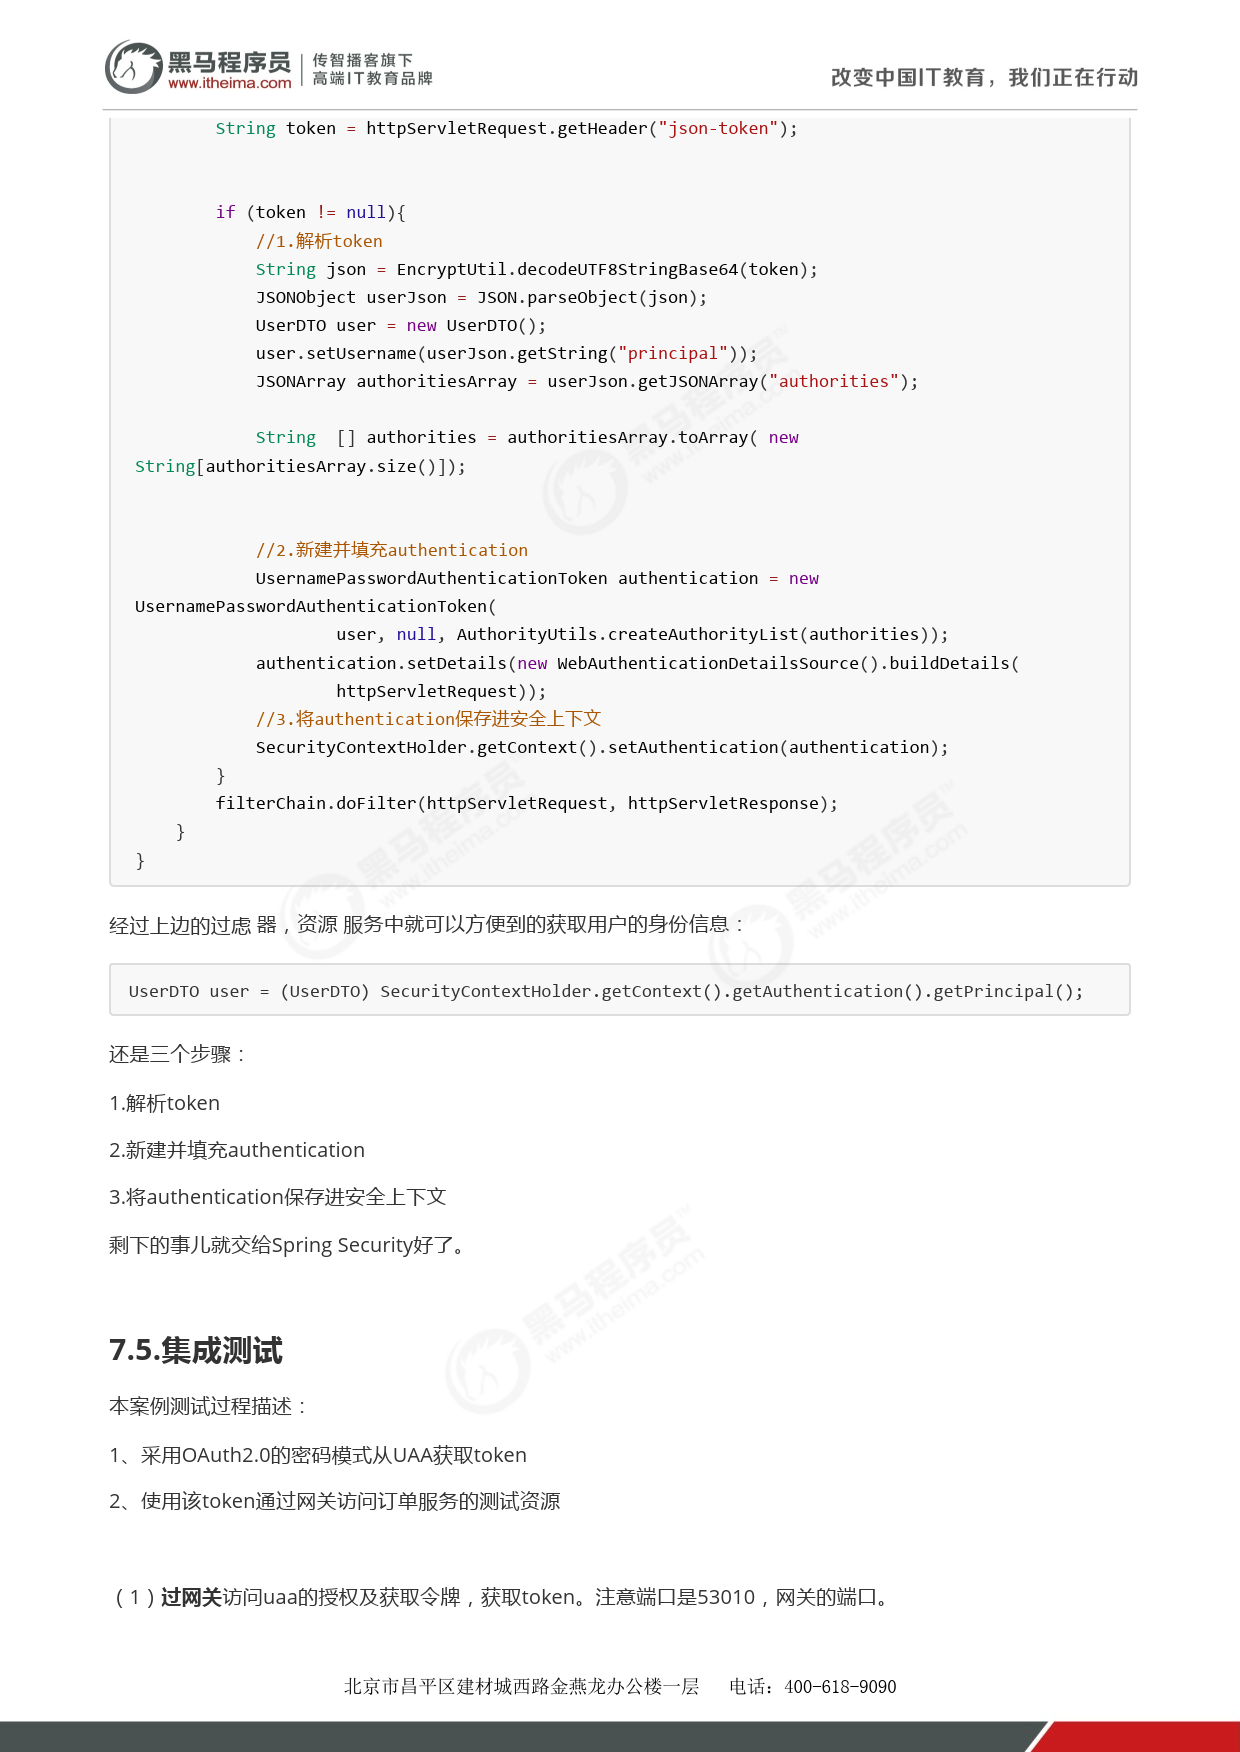 黑马程序员
www.itheima.com
传智播客旗下
高端IT教育品牌
改变中国IT教育，我们正在行动
        String token = httpServletRequest.getHeader("json-token");
        if (token != null){
            //1.解析token
            String json = EncryptUtil.decodeUTF8StringBase64(token);
            JSONObject userJson = JSON.parseObject(json);
            UserDTO user = new UserDTO();
            user.setUsername(userJson.getString("principal"));
            JSONArray authoritiesArray = userJson.getJSONArray("authorities");
            String  [] authorities = authoritiesArray.toArray( new
String[authoritiesArray.size()]);
            //2.新建并填充authentication
            UsernamePasswordAuthenticationToken authentication = new
UsernamePasswordAuthenticationToken(
                    user, null, AuthorityUtils.createAuthorityList(authorities));
            authentication.setDetails(new WebAuthenticationDetailsSource().buildDetails(
                    httpServletRequest));
            //3.将authentication保存进安全上下文
            SecurityContextHolder.getContext().setAuthentication(authentication);
        }
        filterChain.doFilter(httpServletRequest, httpServletResponse);
    }
}
经过上边的过虑 器，资源 服务中就可以方便到的获取用户的身份信息：
UserDTO user = (UserDTO) SecurityContextHolder.getContext().getAuthentication().getPrincipal();
还是三个步骤：
1.解析token
2.新建并填充authentication
3.将authentication保存进安全上下文
剩下的事儿就交给Spring Security好了。
7.5.集成测试
本案例测试过程描述：
1、采用OAuth2.0的密码模式从UAA获取token
2、使用该token通过网关访问订单服务的测试资源
（1）过网关访问uaa的授权及获取令牌，获取token。注意端口是53010，网关的端口。
北京市昌平区建材城西路金燕龙办公楼一层   电话：400-618-9090